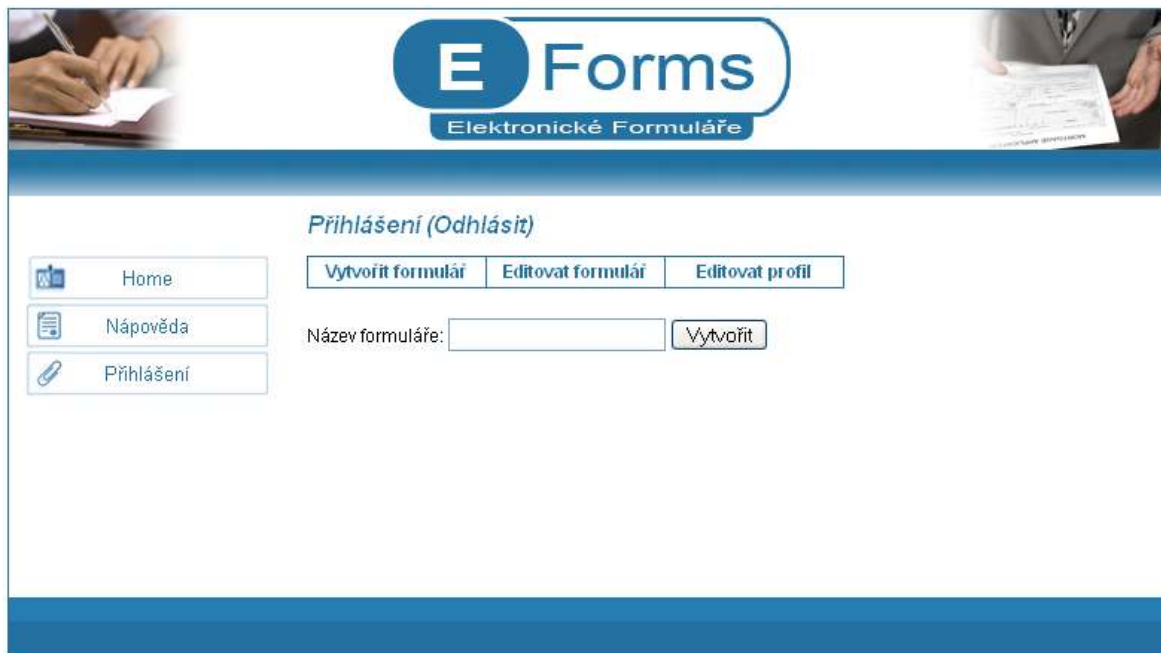 E Forms
Elektronické Formuláře
Přihlášení (Odhlásit)
Home
Nápověda
Přihlášení
Vytvořit formulář Editovat formulář Editovat profil
Název formuláře: Vytvořit